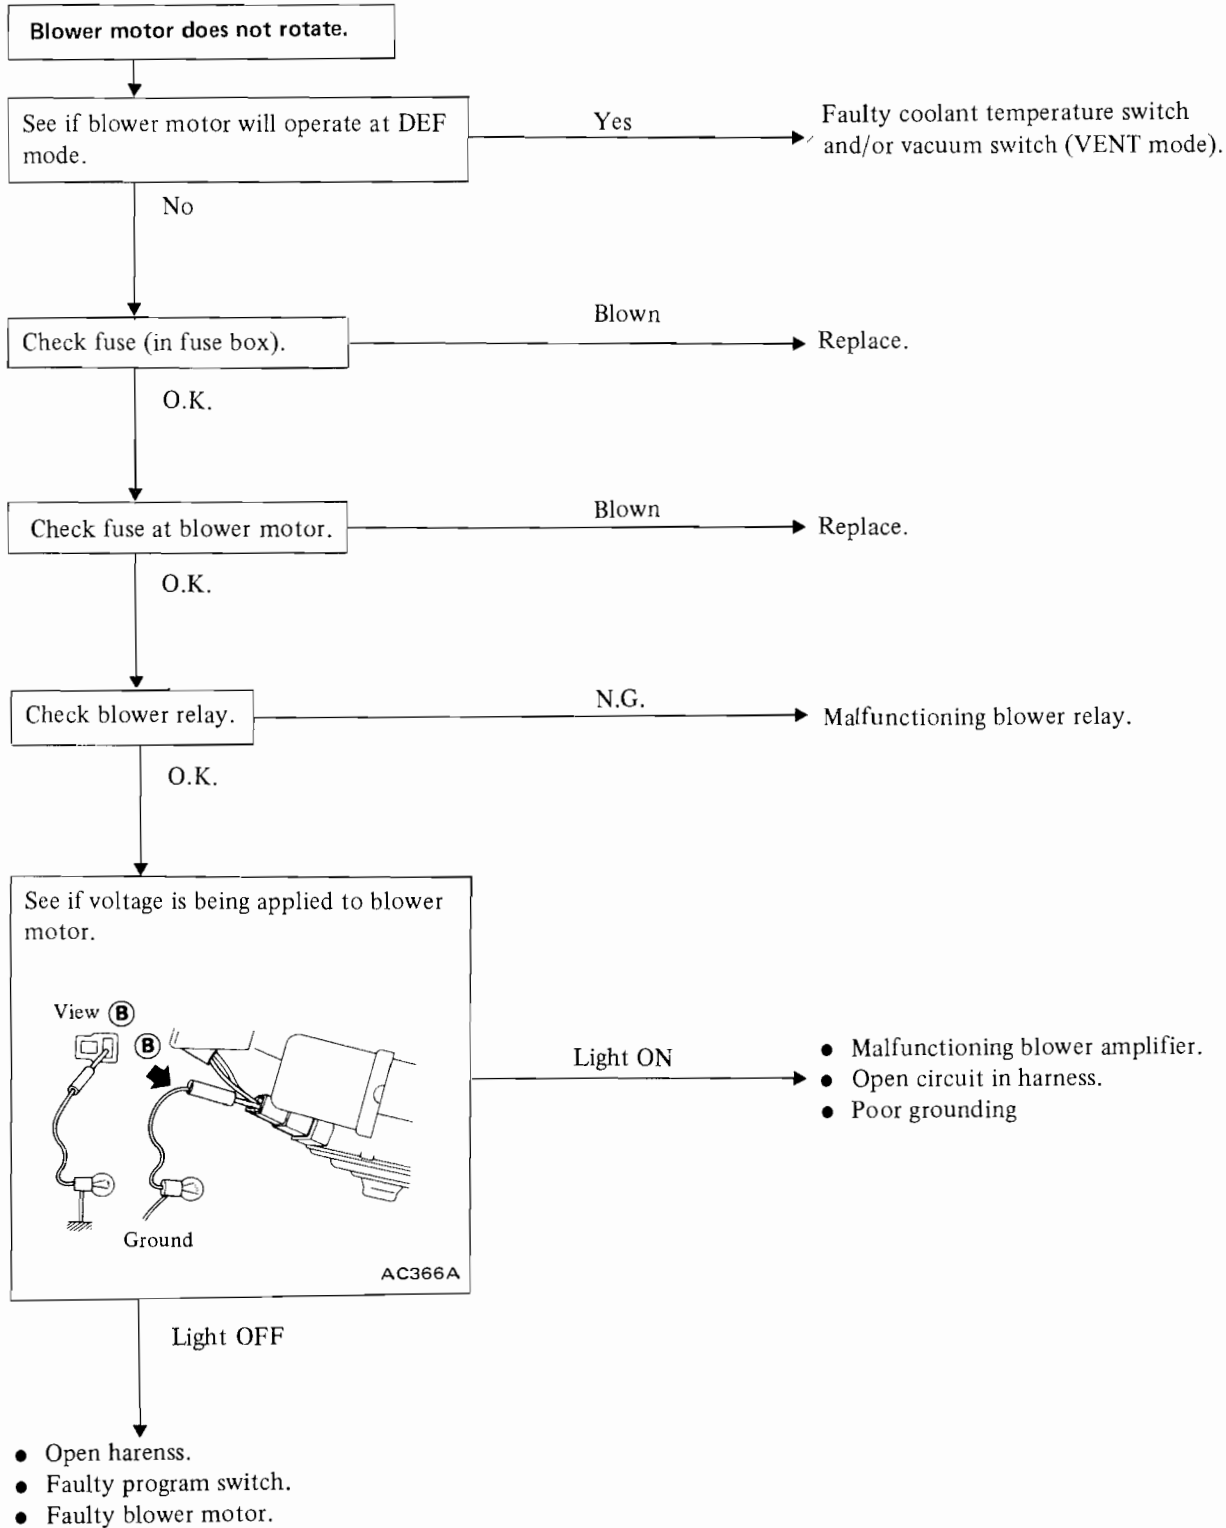 Blower motor does not rotate.
See if blower motor will operate at DEF
mode.
Yes
Faulty coolant temperature switch
and/or vacuum switch (VENT mode).
No
Check fuse (in fuse box).
Blown
Replace.
O.K.
Check fuse at blower motor.
Blown
Replace.
O.K.
Check blower relay.
N.G.
Malfunctioning blower relay.
O.K.
See if voltage is being applied to blower
motor.
View B
B
Ground
AC366A
Light ON
● Malfunctioning blower amplifier.
● Open circuit in harness.
● Poor grounding
Light OFF
● Open harenss.
● Faulty program switch.
● Faulty blower motor.